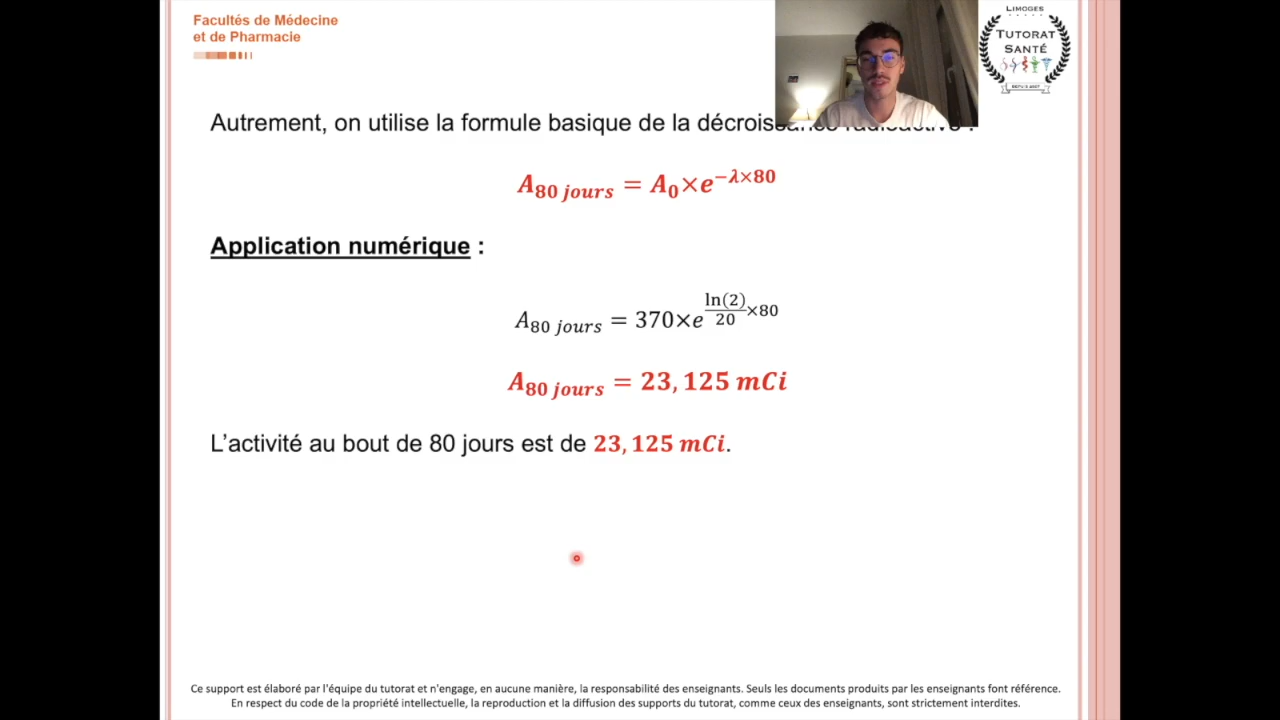 Facultés de Médecine
et de Pharmacie
LIMOGES
TUTORAT
SANTÉ
DEPUIS 2007
Autrement, on utilise la formule basique de la décroissance radioactive :
A80 jours = A0×e^−λ×80
Application numérique :
A80 jours = 370×e^ln(2)/20×80
A80 jours = 23,125 mCi
L’activité au bout de 80 jours est de 23,125 mCi.
Ce support est élaboré par l'équipe du tutorat et n'engage, en aucune manière, la responsabilité des enseignants. Seuls les documents produits par les enseignants font référence.
En respect du code de la propriété intellectuelle, la reproduction et la diffusion des supports du tutorat, comme ceux des enseignants, sont strictement interdites.